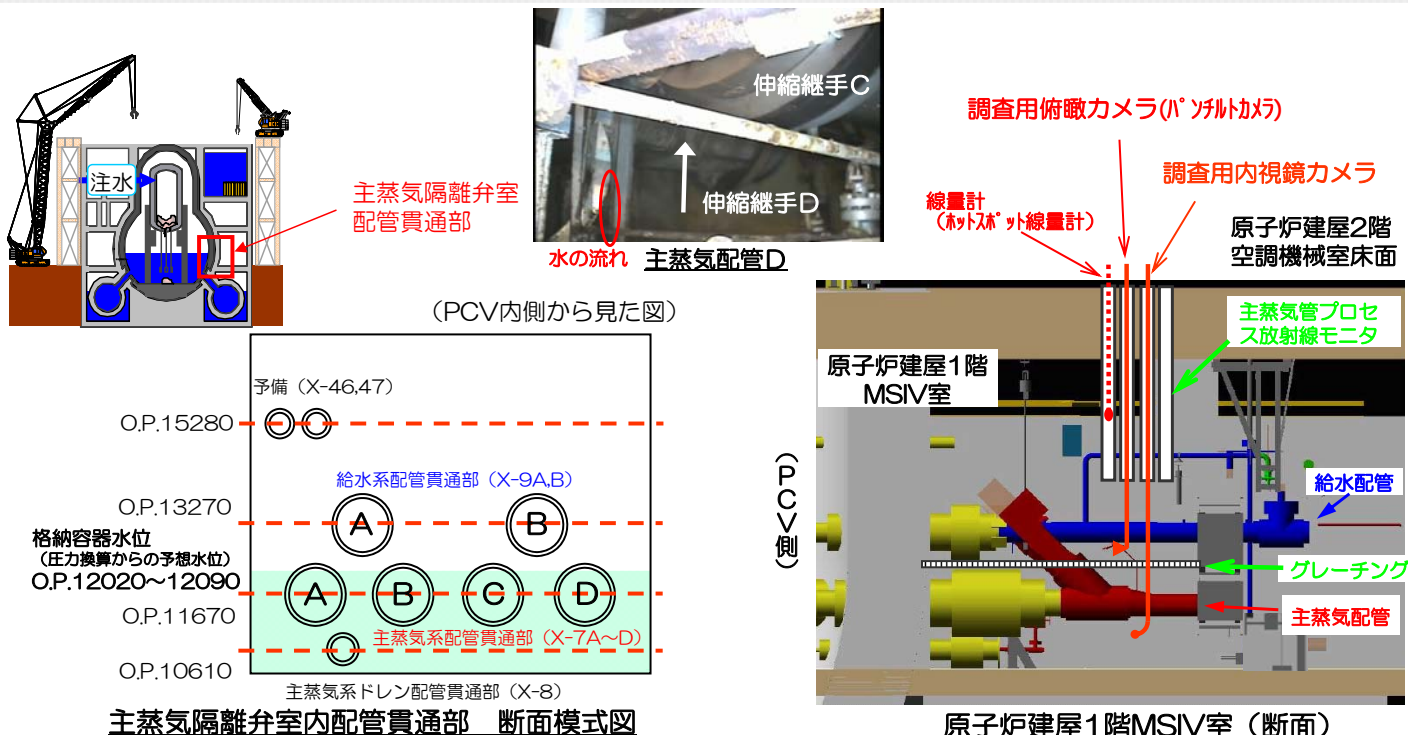 注水
主蒸気隔離弁室
配管貫通部
伸縮継手C
伸縮継手D
水の流れ
主蒸気配管D
調査用俯瞰カメラ(パンチルトカメラ)
調査用内視鏡カメラ
線量計
(ホットスポット線量計)
原子炉建屋2階
空調機械室床面
主蒸気管プロセ
ス放射線モニタ
原子炉建屋1階
MSIV室
(PCV側)
給水配管
グレーチング
主蒸気配管
原子炉建屋1階MSIV室(断面)
(PCV内側から見た図)
予備(X-46,47)
O.P.15280
給水系配管貫通部(X-9A,B)
O.P.13270
A
B
格納容器水位
(圧力換算からの予想水位)
O.P.12020~12090
A
B
C
D
O.P.11670
主蒸気系配管貫通部(X-7A~D)
O.P.10610
主蒸気系ドレン配管貫通部(X-8)
主蒸気隔離弁室内配管貫通部 断面模式図